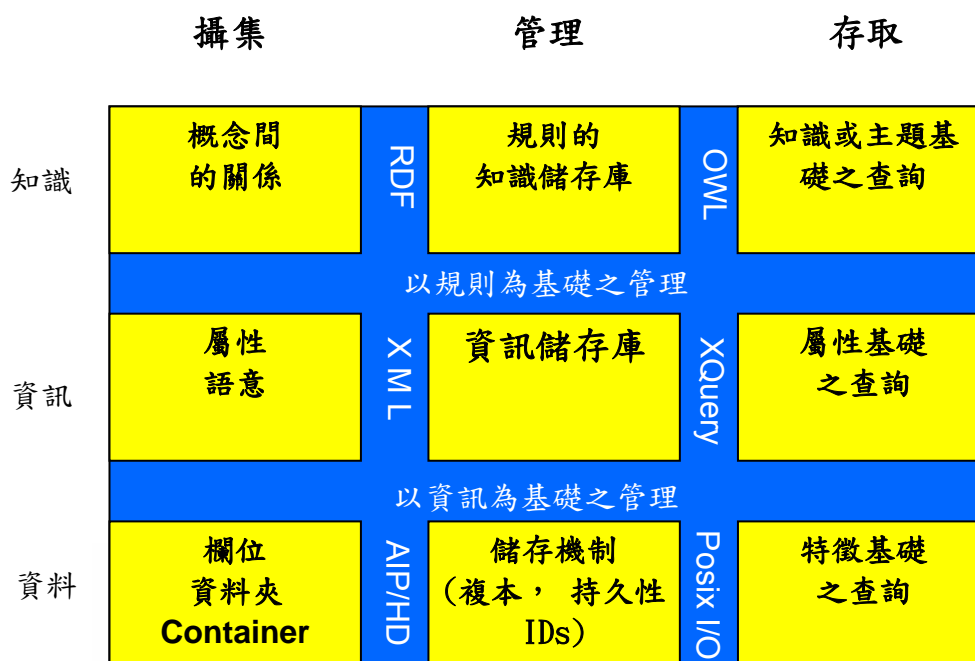 攝集
管理
存取
知識
概念間
的關係
RDF
規則的
知識儲存庫
OWL
知識或主題基
礎之查詢
以規則為基礎之管理
資訊
屬性
語意
X M L
資訊儲存庫
XQuery
屬性基礎
之查詢
以資訊為基礎之管理
資料
欄位
資料夾
Container
AIP/HD
儲存機制
(複本, 持久性
IDs)
Posix I/O
特徵基礎
之查詢